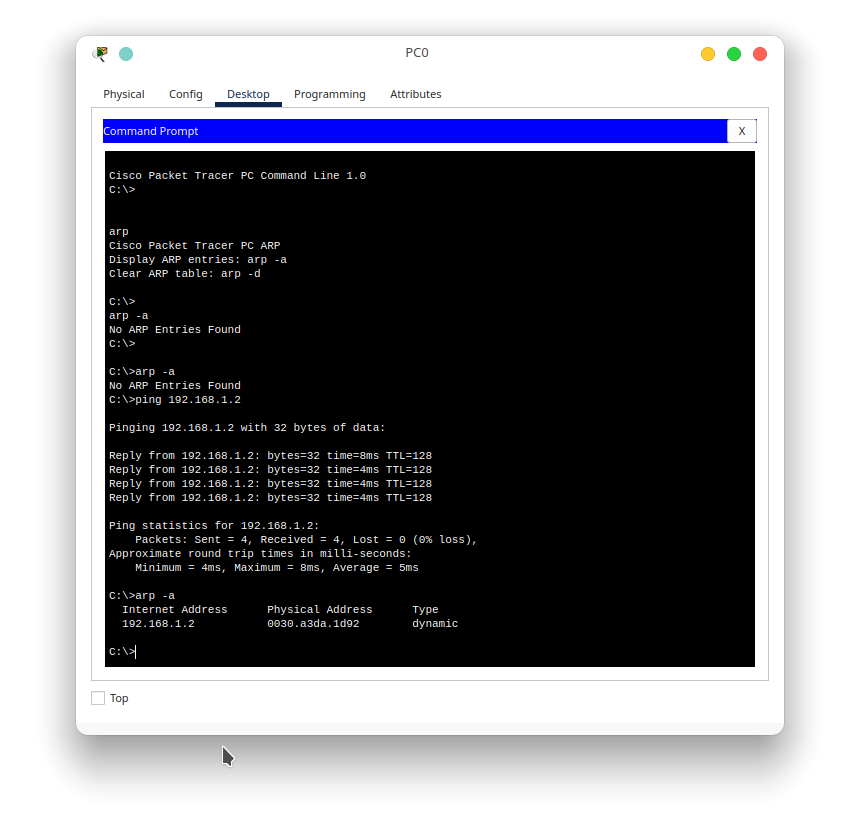 PC0
Physical Config Desktop Programming Attributes
Command Prompt X
Cisco Packet Tracer PC Command Line 1.0
C:\>
arp
Cisco Packet Tracer PC ARP
Display ARP entries: arp -a
Clear ARP table: arp -d
C:\>
arp -a
No ARP Entries Found
C:\>
C:\>arp -a
No ARP Entries Found
C:\>ping 192.168.1.2
Pinging 192.168.1.2 with 32 bytes of data:
Reply from 192.168.1.2: bytes=32 time=8ms TTL=128
Reply from 192.168.1.2: bytes=32 time=4ms TTL=128
Reply from 192.168.1.2: bytes=32 time=4ms TTL=128
Reply from 192.168.1.2: bytes=32 time=4ms TTL=128
Ping statistics for 192.168.1.2:
    Packets: Sent = 4, Received = 4, Lost = 0 (0% loss),
Approximate round trip times in milli-seconds:
    Minimum = 4ms, Maximum = 8ms, Average = 5ms
C:\>arp -a
  Internet Address      Physical Address      Type
  192.168.1.2           0030.a3da.1d92        dynamic
C:\>
Top